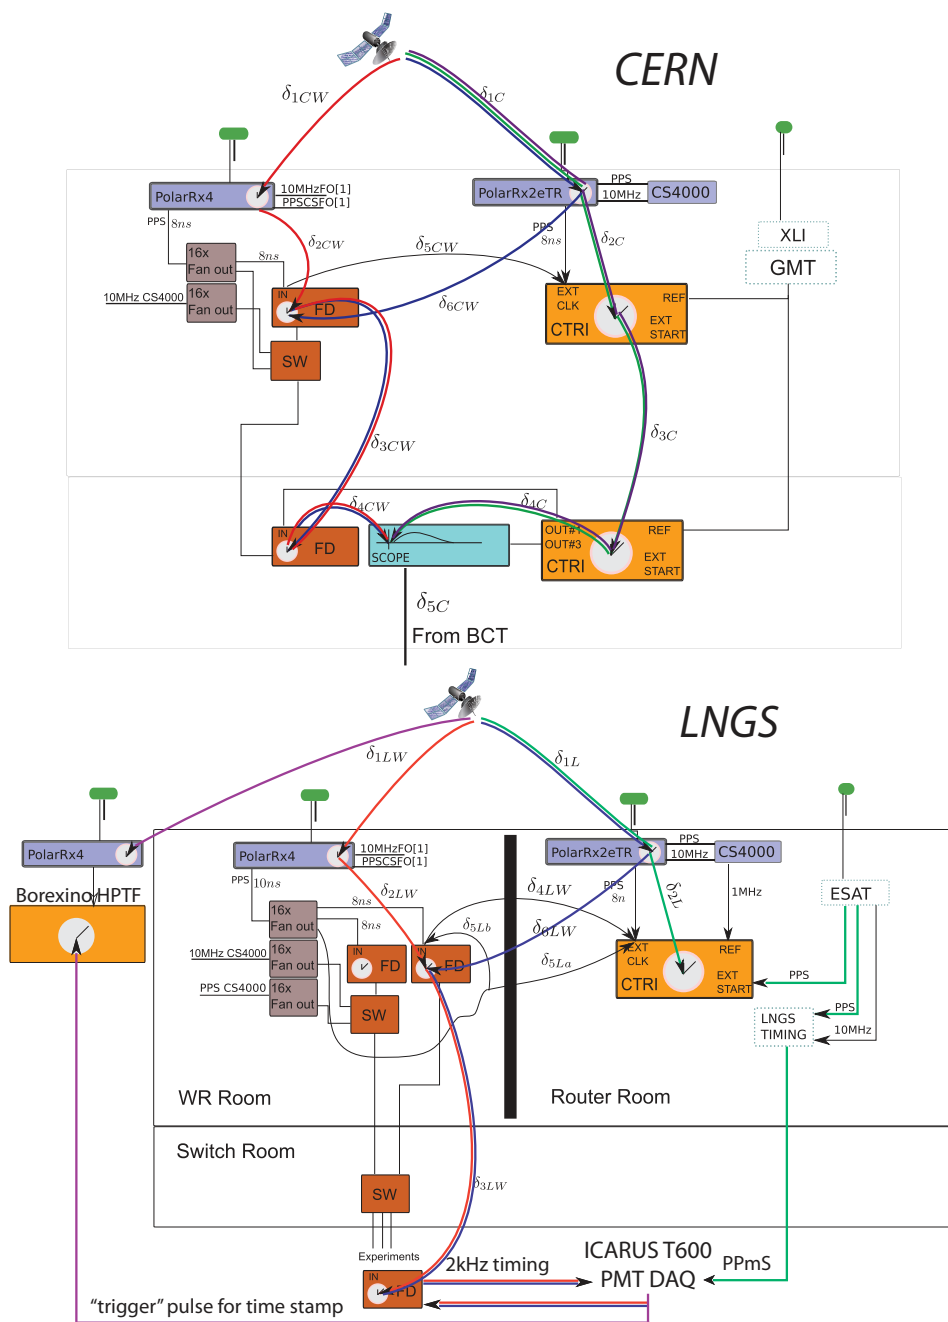 CERN
δ1CW
δ1C
PolarRx4
10MHzFO[1]
PPSCSFO[1]
PolarRx2eTR
PPS
10MHz
CS4000
PPS
8ns
δ2CW
δ5CW
PPS
8ns
δ2C
XLI
GMT
16x
Fan out
8ns
10MHz CS4000
16x
Fan out
IN
FD
δ6CW
EXT
CLK
REF
CTRI
EXT
START
SW
δ3CW
δ3C
δ4CW
δ4C
IN
FD
SCOPE
OUT#1
OUT#3
CTRI
REF
EXT
START
δ5C
From BCT
LNGS
δ1LW
δ1L
PolarRx4
PolarRx4
10MHzFO[1]
PPSCSFO[1]
PolarRx2eTR
PPS
10MHz
CS4000
Borexino HPTF
PPS
10ns
δ2LW
δ4LW
PPS
8n
δ2L
1MHz
ESAT
16x
Fan out
8ns
8ns
δ5Lb
δ6LW
10MHz CS4000
16x
Fan out
IN
FD
IN
FD
δ5La
EXT
CLK
REF
CTRI
EXT
START
PPS
PPS CS4000
16x
Fan out
SW
LNGS
TIMING
PPS
10MHz
WR Room
Router Room
Switch Room
SW
δ3LW
Experiments
IN
FD
2kHz timing
ICARUS T600
PMT DAQ
PPmS
“trigger” pulse for time stamp